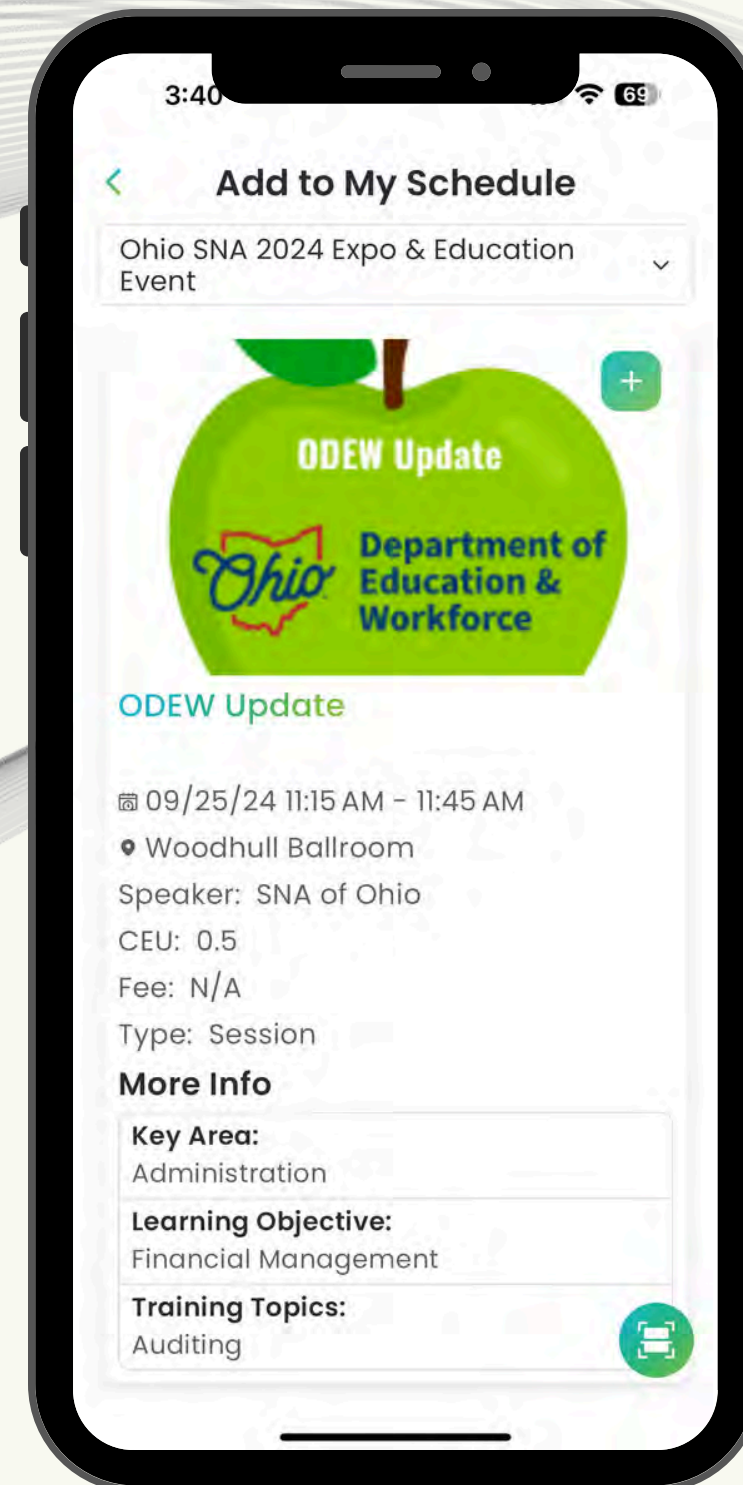 3:40
69
Add to My Schedule
Ohio SNA 2024 Expo & Education
Event
ODEW Update
Ohio
Department of
Education &
Workforce
ODEW Update
09/25/24 11:15 AM - 11:45 AM
Woodhull Ballroom
Speaker: SNA of Ohio
CEU: 0.5
Fee: N/A
Type: Session
More Info
Key Area:
Administration
Learning Objective:
Financial Management
Training Topics:
Auditing